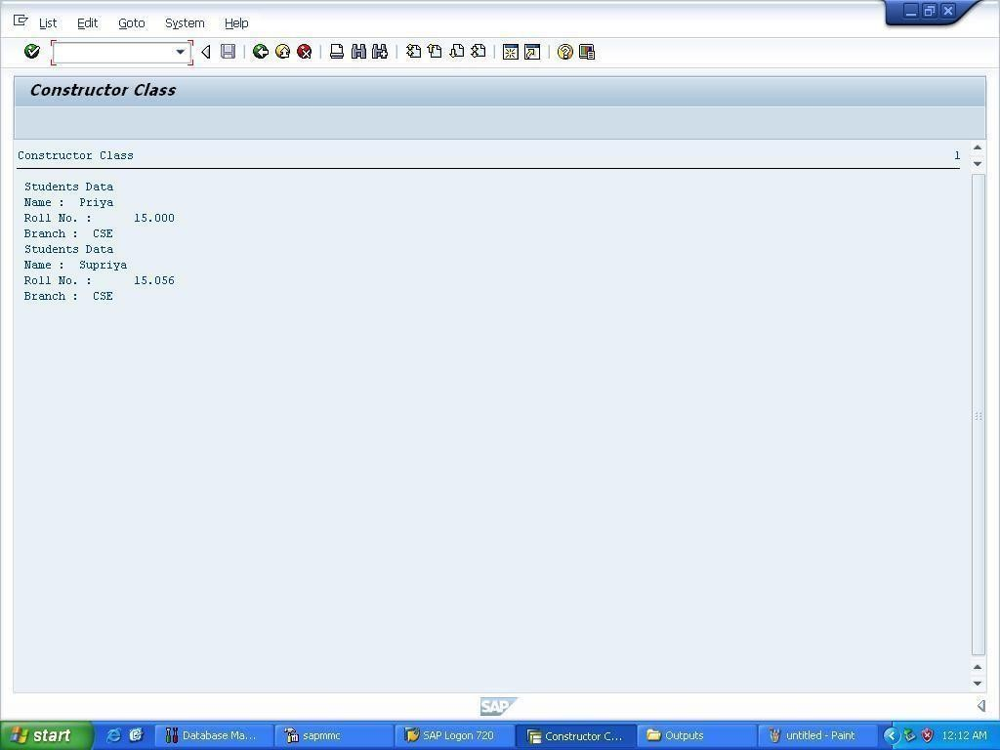 List Edit Goto System Help
Constructor Class
Constructor Class 1
Students Data
Name : Priya
Roll No. : 15.000
Branch : CSE
Students Data
Name : Supriya
Roll No. : 15.056
Branch : CSE
SAP
start Database Ma... sapmmc SAP Logon 720 Constructor C... Outputs untitled - Paint 12:12 AM